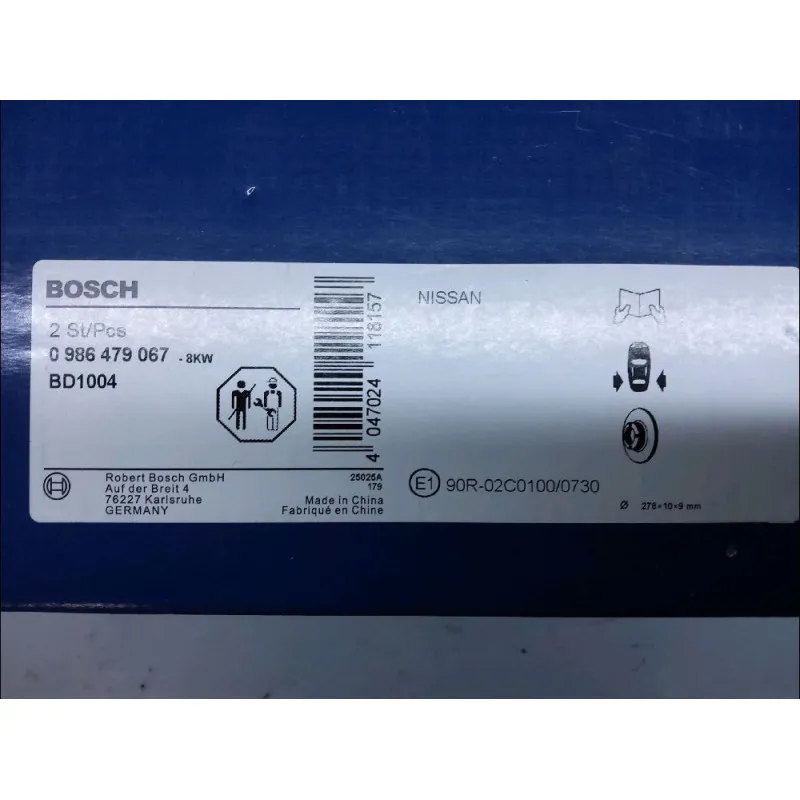 BOSCH
2 St/Pcs
0 986 479 067 - 8KW
BD1004
4 047024 118157
Robert Bosch GmbH
Auf der Breit 4
76227 Karlsruhe
GERMANY
25025A
179
Made in China
Fabriqué en Chine
NISSAN
E1 90R-02C0100/0730
Ø 278×10×9 mm